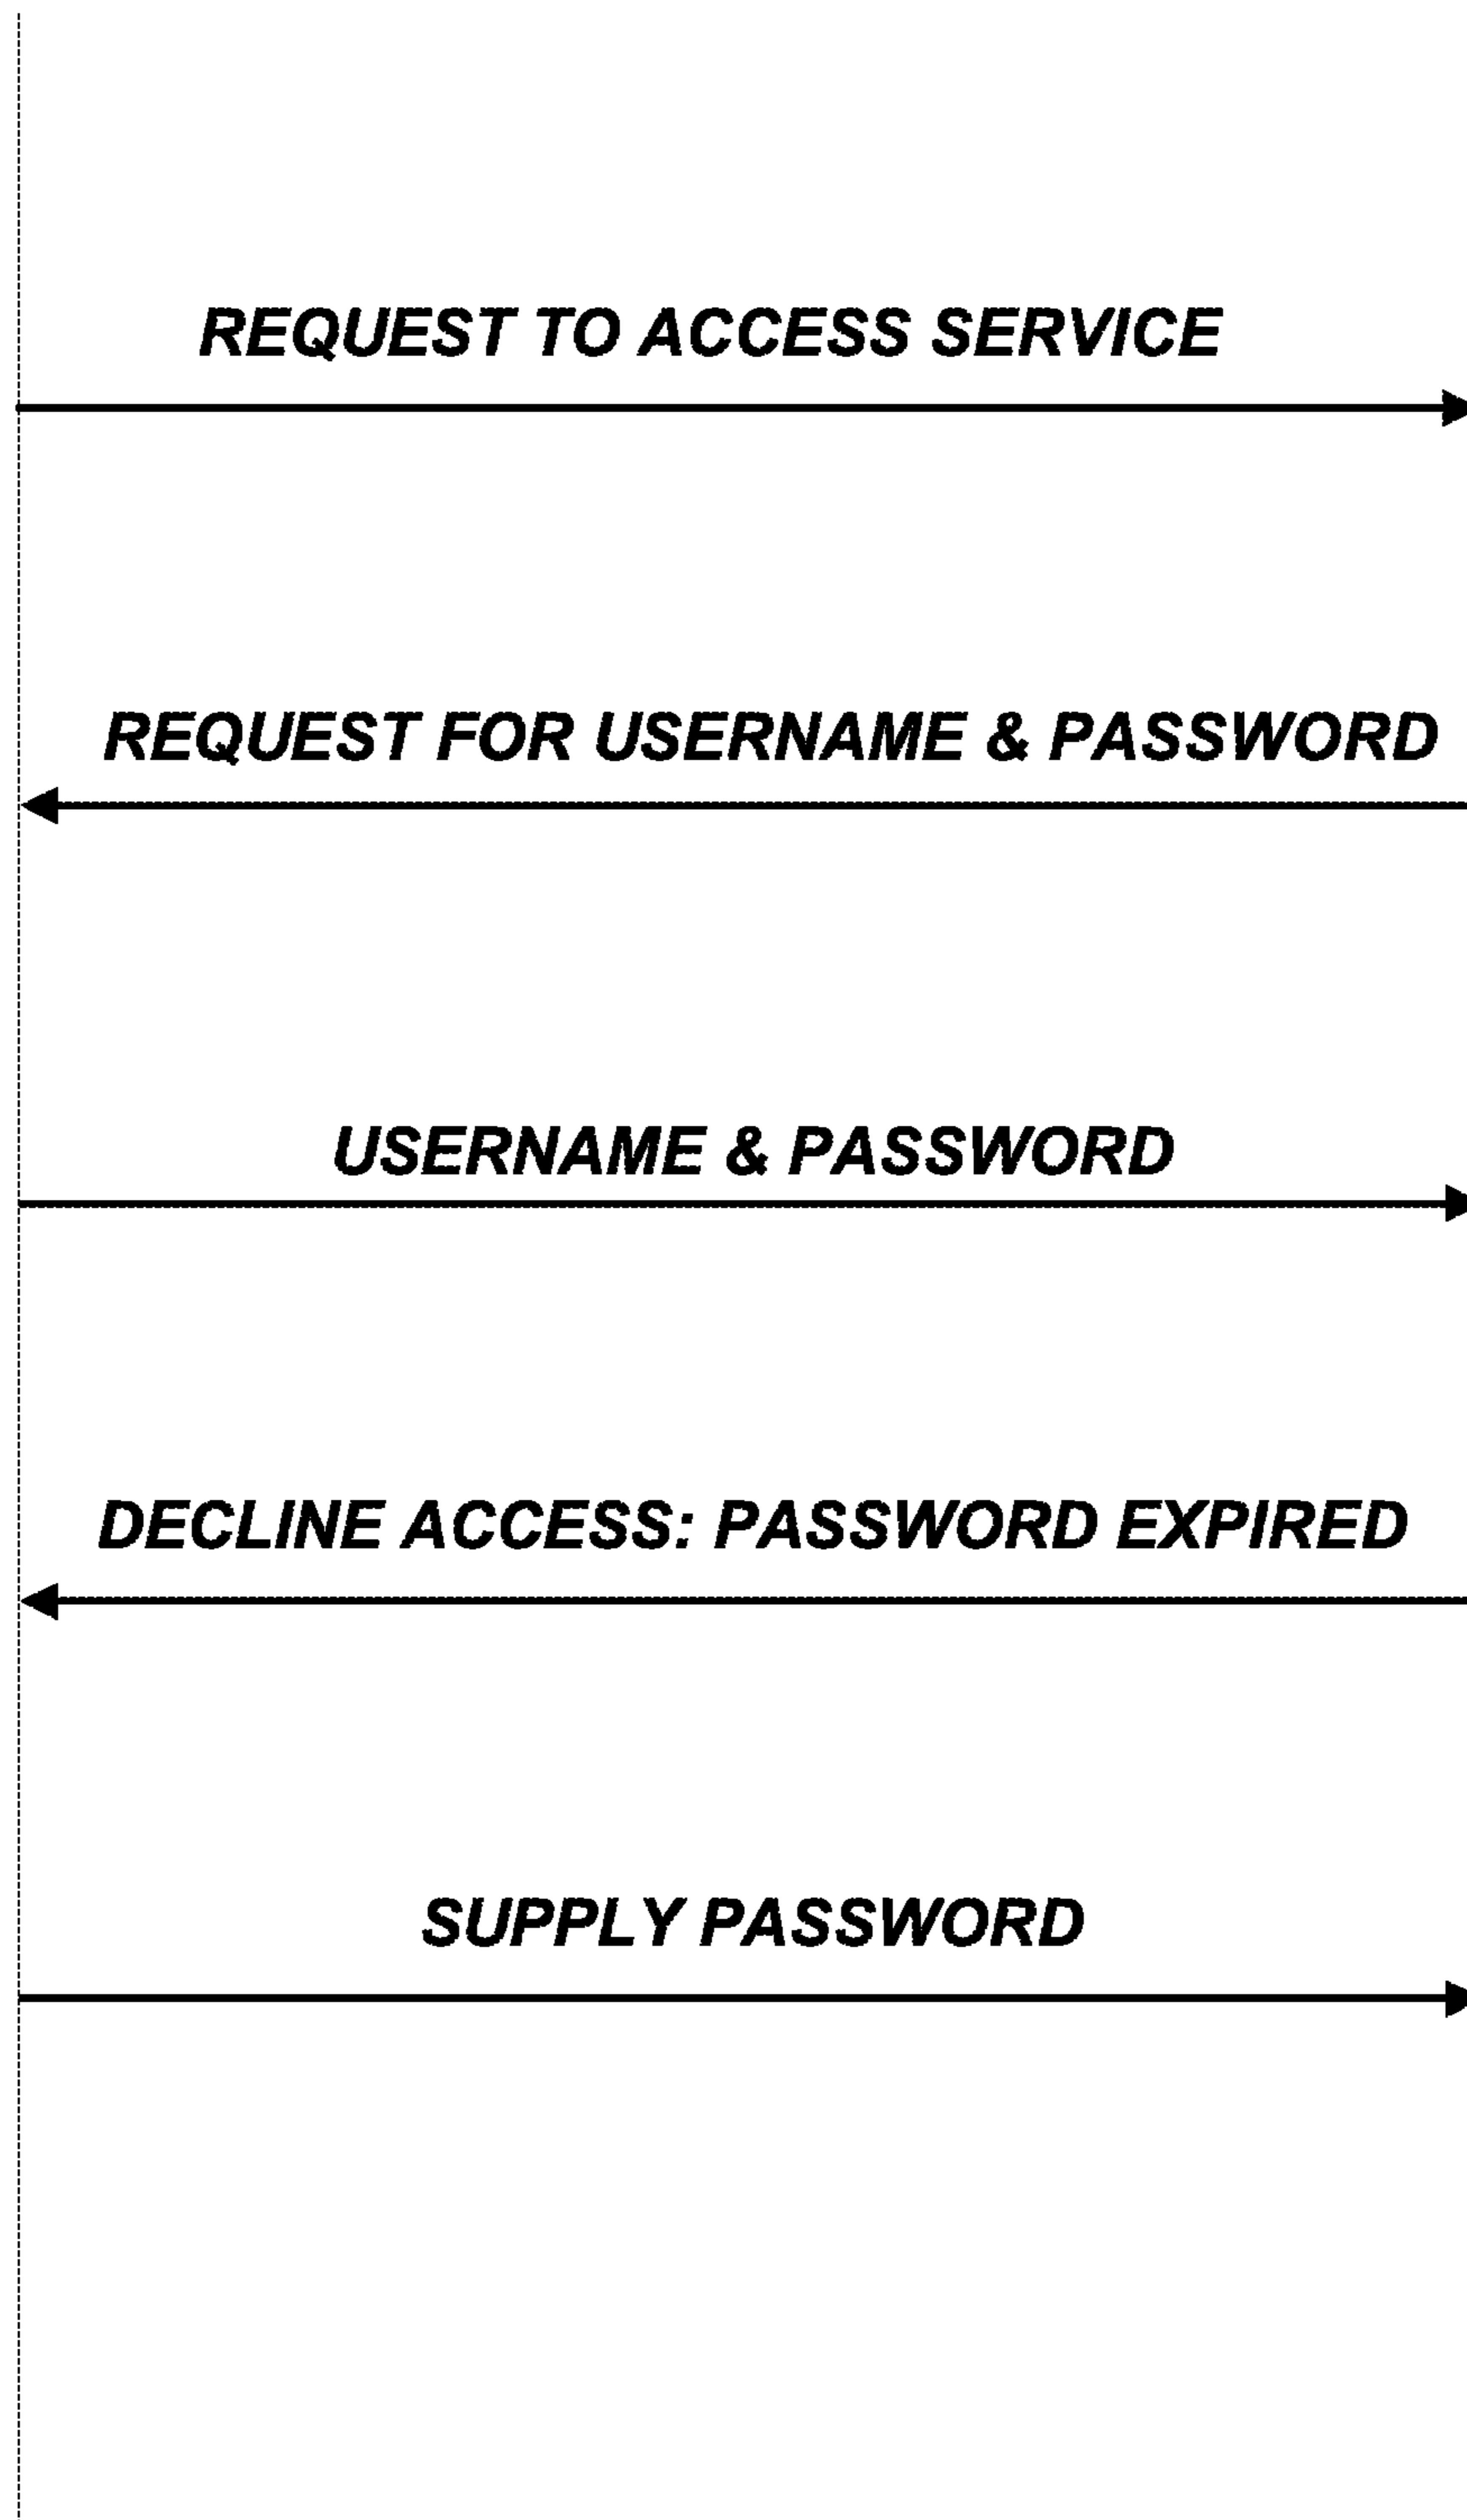 REQUEST TO ACCESS SERVICE
REQUEST FOR USERNAME & PASSWORD
USERNAME & PASSWORD
DECLINE ACCESS: PASSWORD EXPIRED
SUPPLY PASSWORD